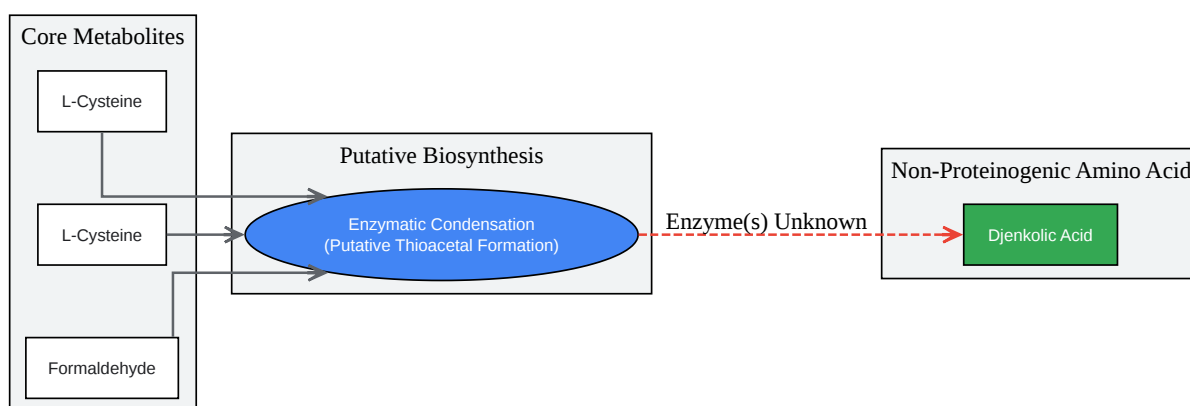 Core Metabolites
L-Cysteine
L-Cysteine
Formaldehyde
Putative Biosynthesis
Enzymatic Condensation
(Putative Thioacetal Formation)
Enzyme(s) Unknown
Non-Proteinogenic Amino Acid
Djenkolic Acid